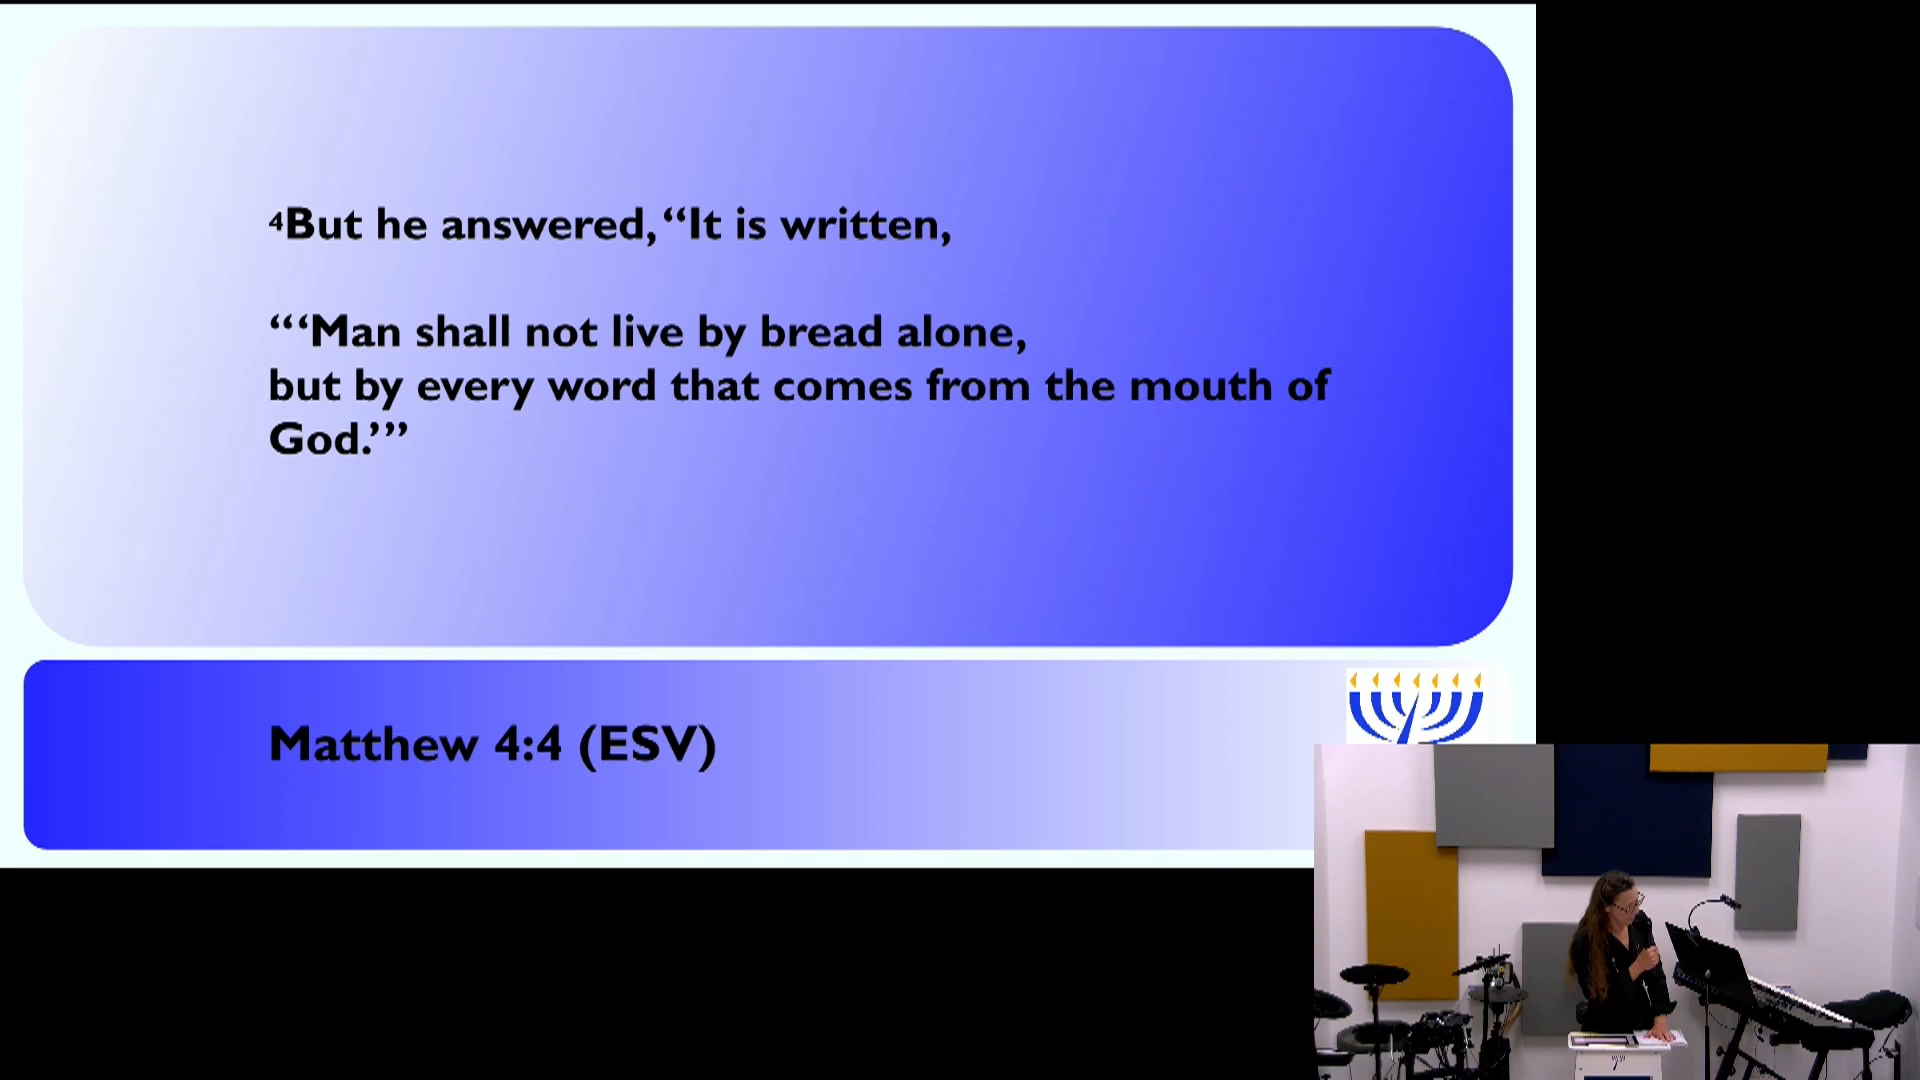 ⁴But he answered, “It is written,
“‘Man shall not live by bread alone,
but by every word that comes from the mouth of
God.’”
Matthew 4:4 (ESV)